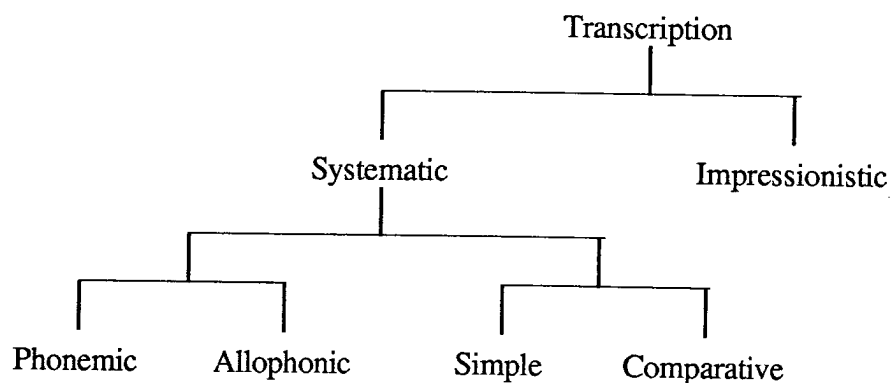 Transcription
Systematic Impressionistic
Phonemic Allophonic Simple Comparative